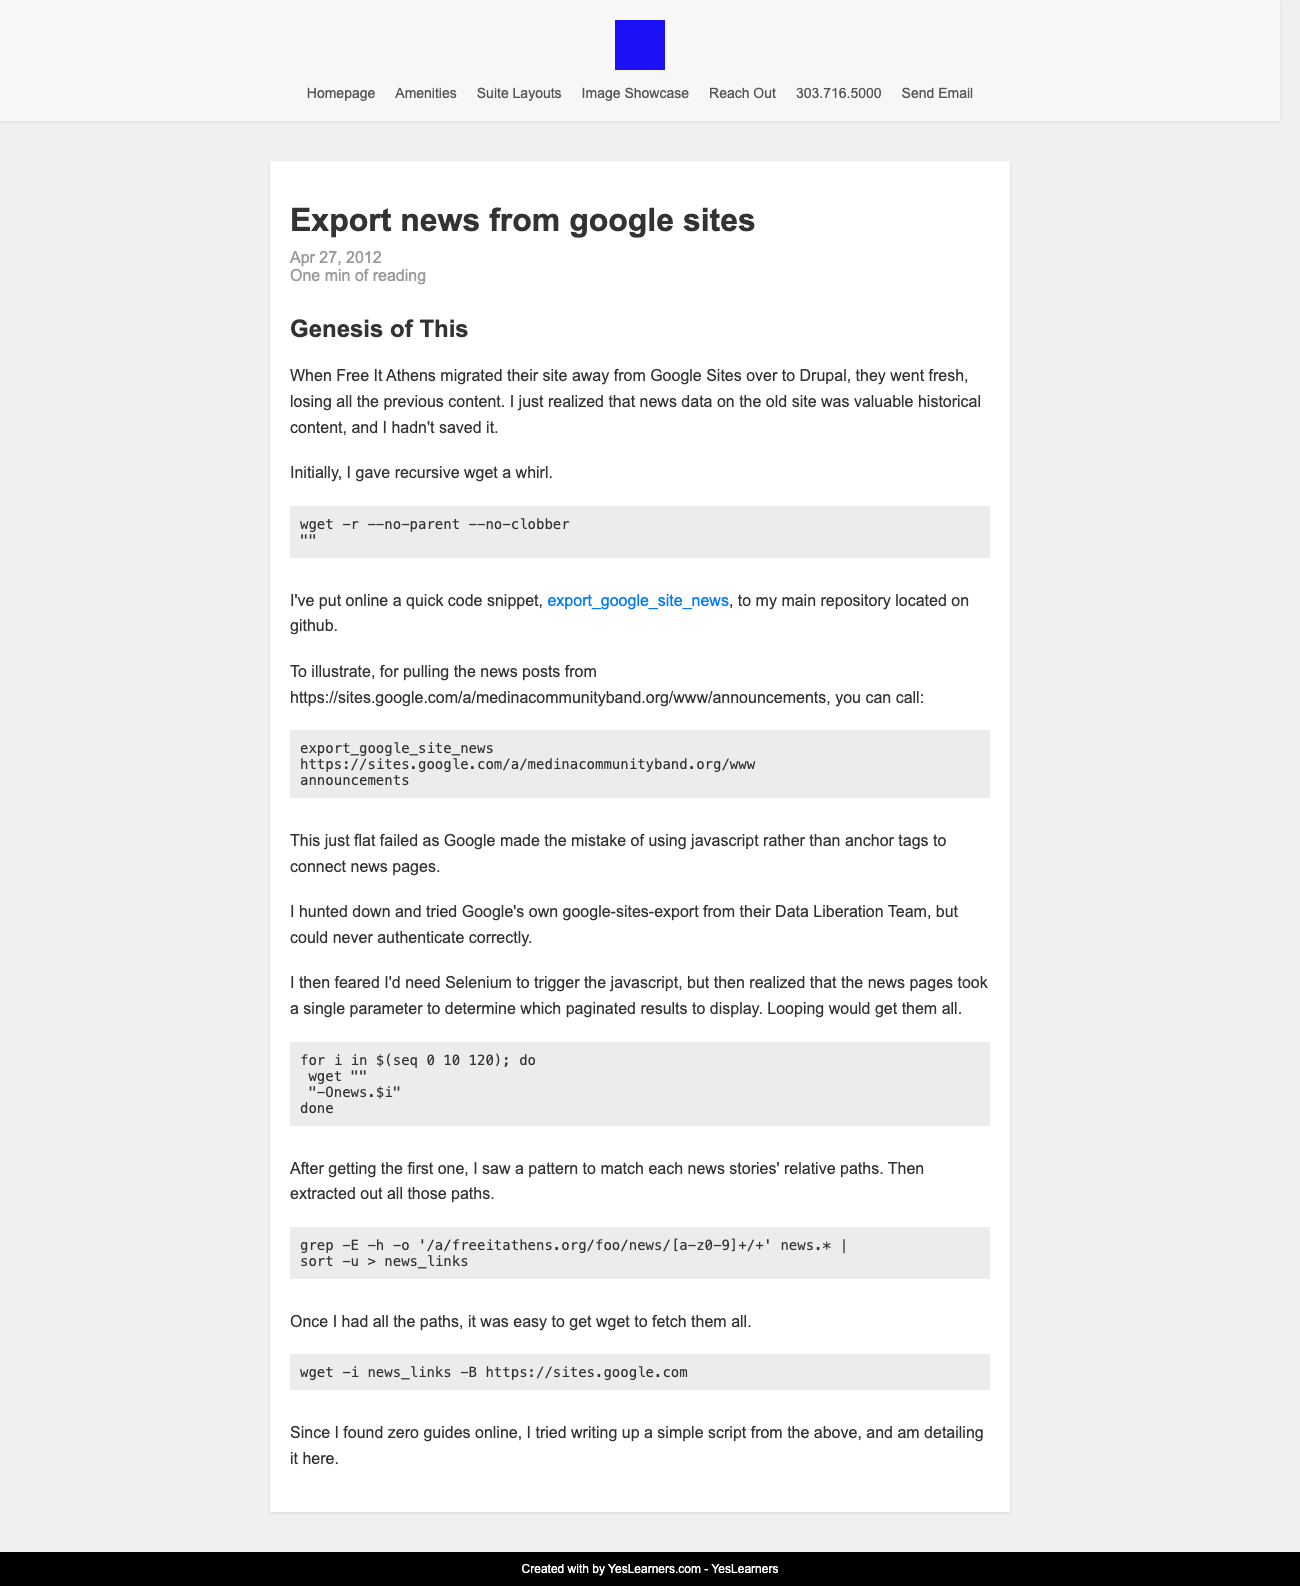 Homepage Amenities Suite Layouts Image Showcase Reach Out 303.716.5000 Send Email
Export news from google sites
Apr 27, 2012
One min of reading
Genesis of This
When Free It Athens migrated their site away from Google Sites over to Drupal, they went fresh,
losing all the previous content. I just realized that news data on the old site was valuable historical
content, and I hadn't saved it.
Initially, I gave recursive wget a whirl.
wget -r --no-parent --no-clobber
""
I've put online a quick code snippet, export_google_site_news, to my main repository located on
github.
To illustrate, for pulling the news posts from
https://sites.google.com/a/medinacommunityband.org/www/announcements, you can call:
export_google_site_news
https://sites.google.com/a/medinacommunityband.org/www
announcements
This just flat failed as Google made the mistake of using javascript rather than anchor tags to
connect news pages.
I hunted down and tried Google's own google-sites-export from their Data Liberation Team, but
could never authenticate correctly.
I then feared I'd need Selenium to trigger the javascript, but then realized that the news pages took
a single parameter to determine which paginated results to display. Looping would get them all.
for i in $(seq 0 10 120); do
 wget ""
 "-Onews.$i"
done
After getting the first one, I saw a pattern to match each news stories' relative paths. Then
extracted out all those paths.
grep -E -h -o '/a/freeitathens.org/foo/news/[a-z0-9]+/+' news.* |
sort -u > news_links
Once I had all the paths, it was easy to get wget to fetch them all.
wget -i news_links -B https://sites.google.com
Since I found zero guides online, I tried writing up a simple script from the above, and am detailing
it here.
Created with by YesLearners.com - YesLearners